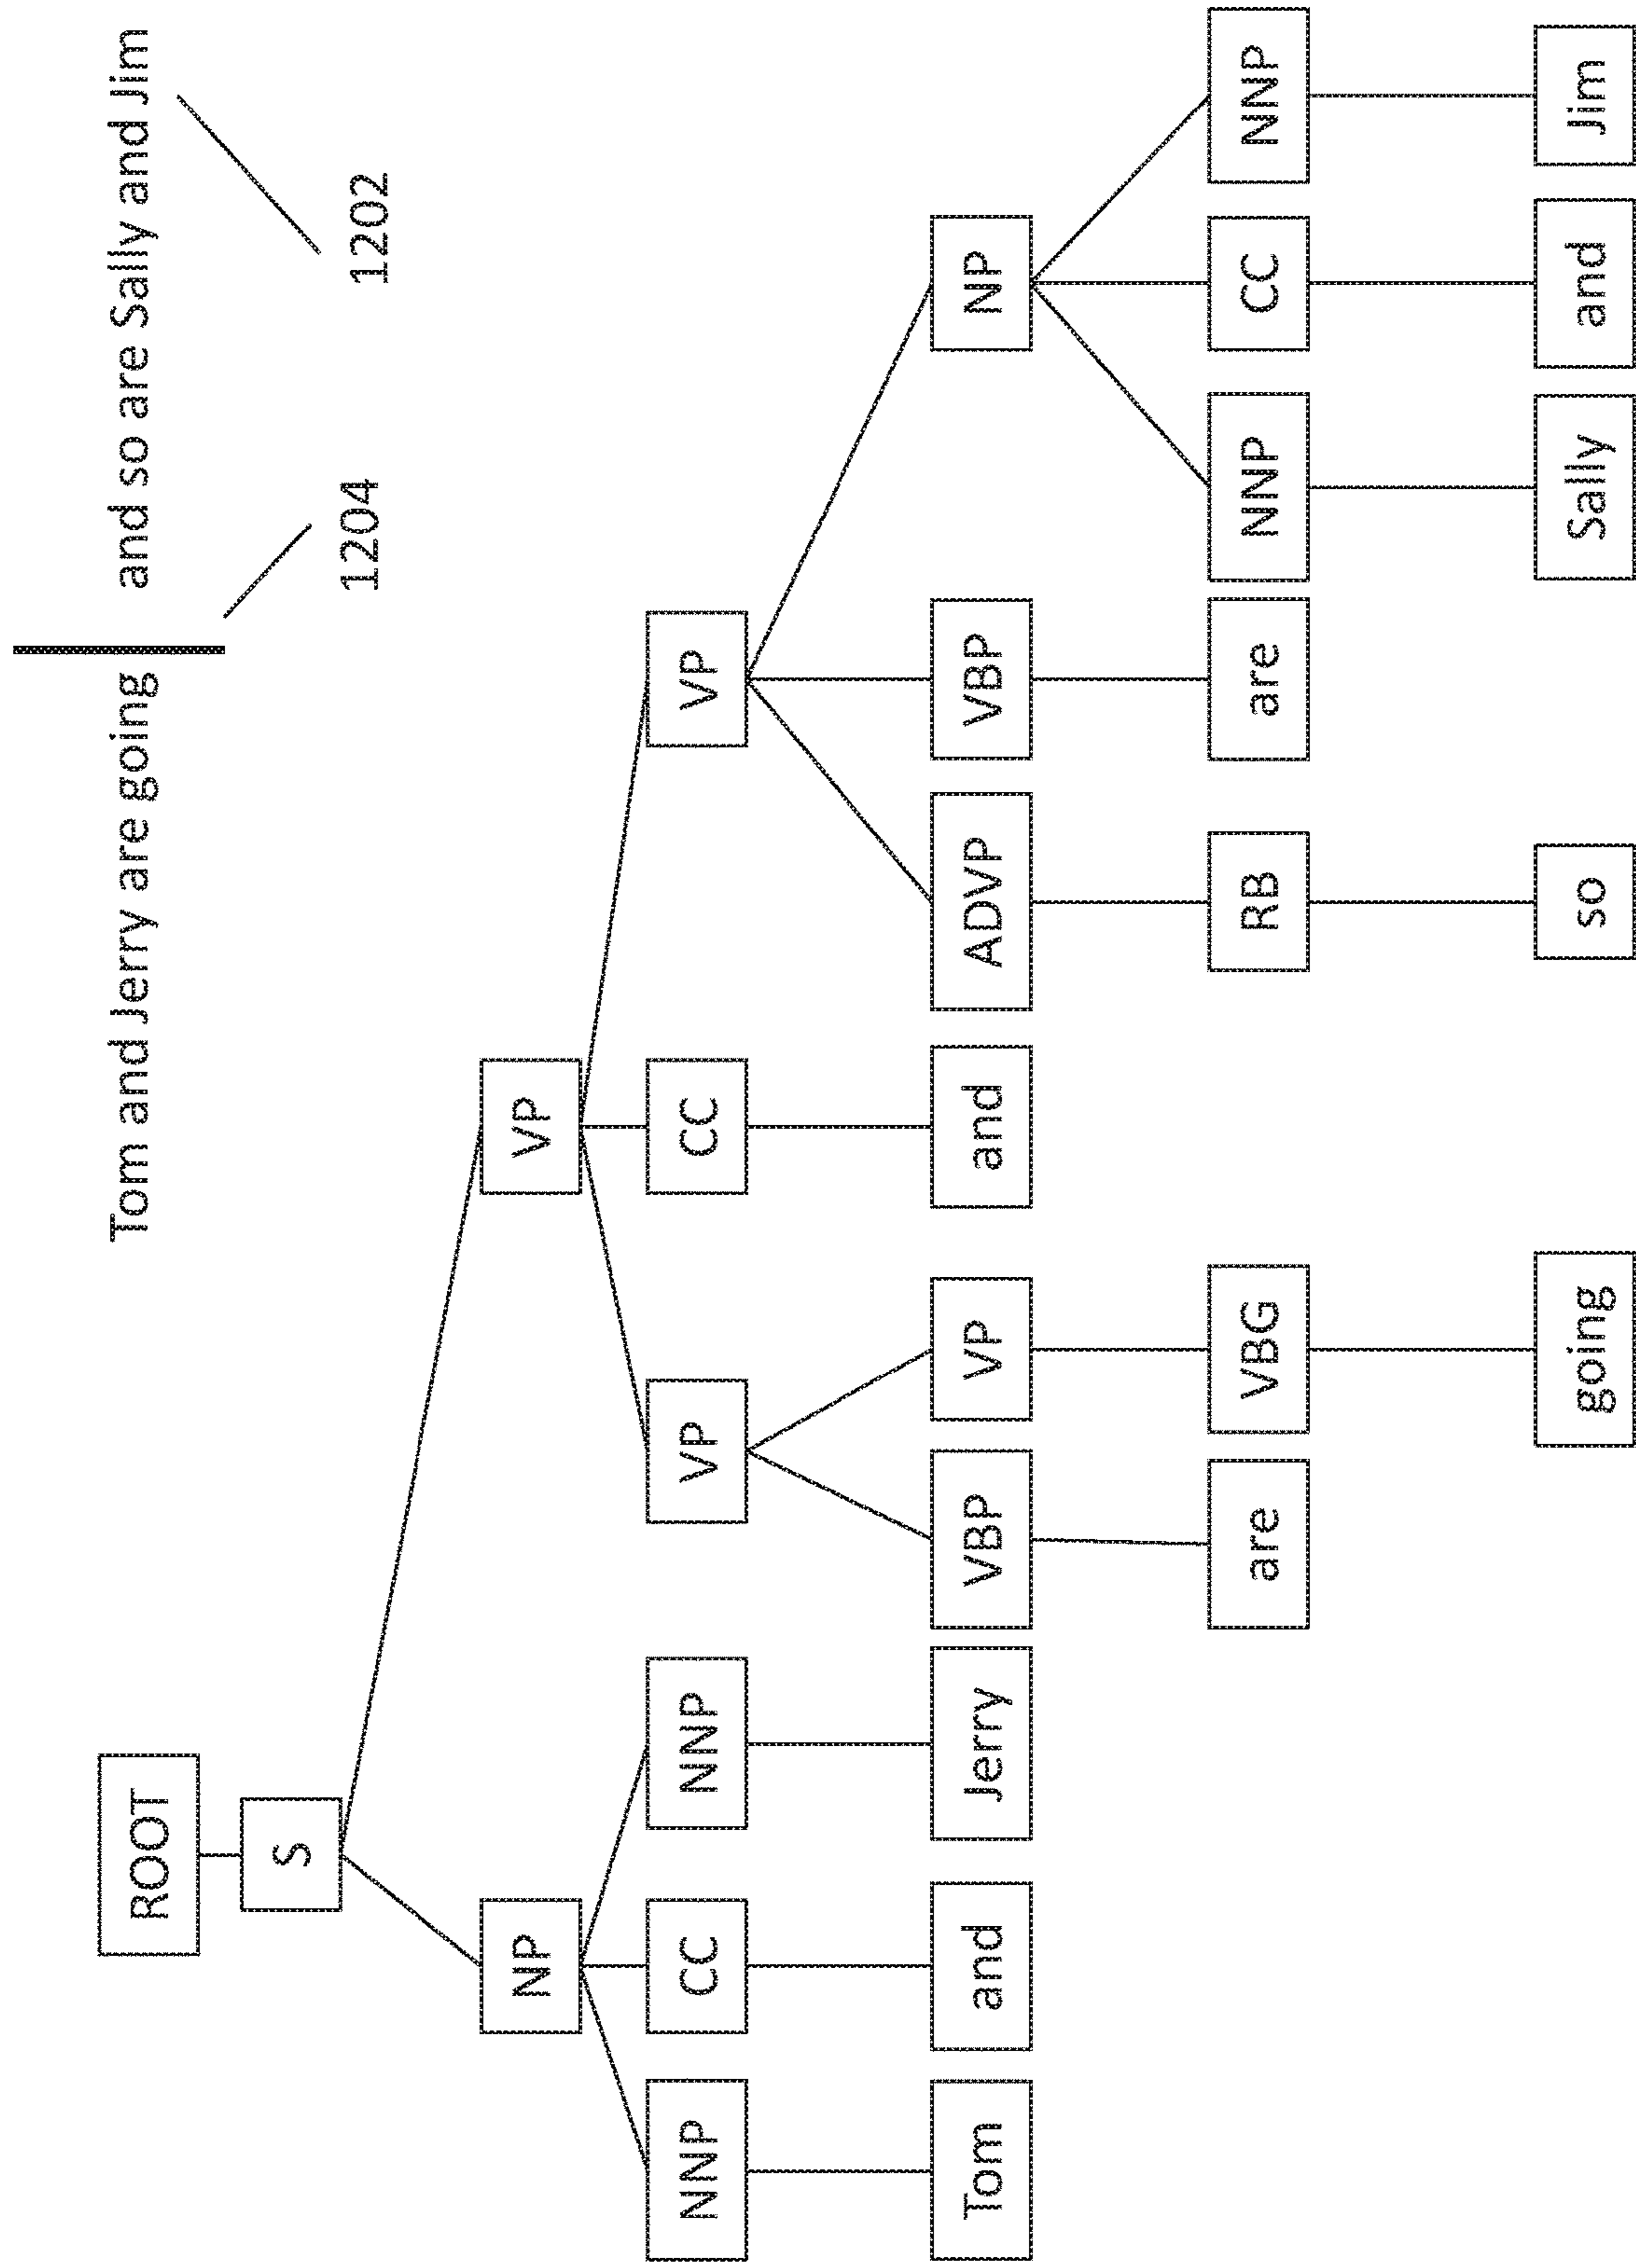 Tom and Jerry are going and so are Sally and Jim
1204 1202
ROOT
S
NP VP
NNP CC NNP VP CC VP
Tom and Jerry VBP VP and ADVP VBP NP
are VBG RB are NNP CC NNP
going so Sally and Jim